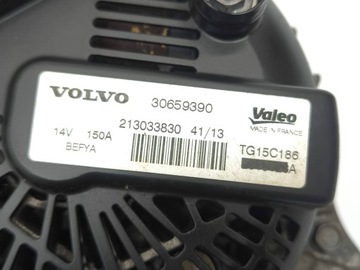 VOLVO 30659390 Valeo
MADE IN FRANCE
14V 150A 213033830 41/13
BEFYA TG15C186
A